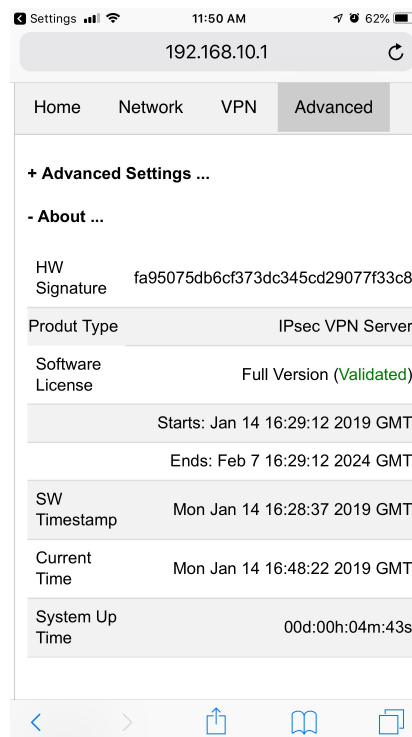 Settings 11:50 AM 62%
192.168.10.1
Home Network VPN Advanced
+ Advanced Settings ...
- About ...
HW
Signature fa95075db6cf373dc345cd29077f33c8
Produt Type IPsec VPN Server
Software
License Full Version (Validated)
Starts: Jan 14 16:29:12 2019 GMT
Ends: Feb 7 16:29:12 2024 GMT
SW
Timestamp Mon Jan 14 16:28:37 2019 GMT
Current
Time Mon Jan 14 16:48:22 2019 GMT
System Up
Time 00d:00h:04m:43s